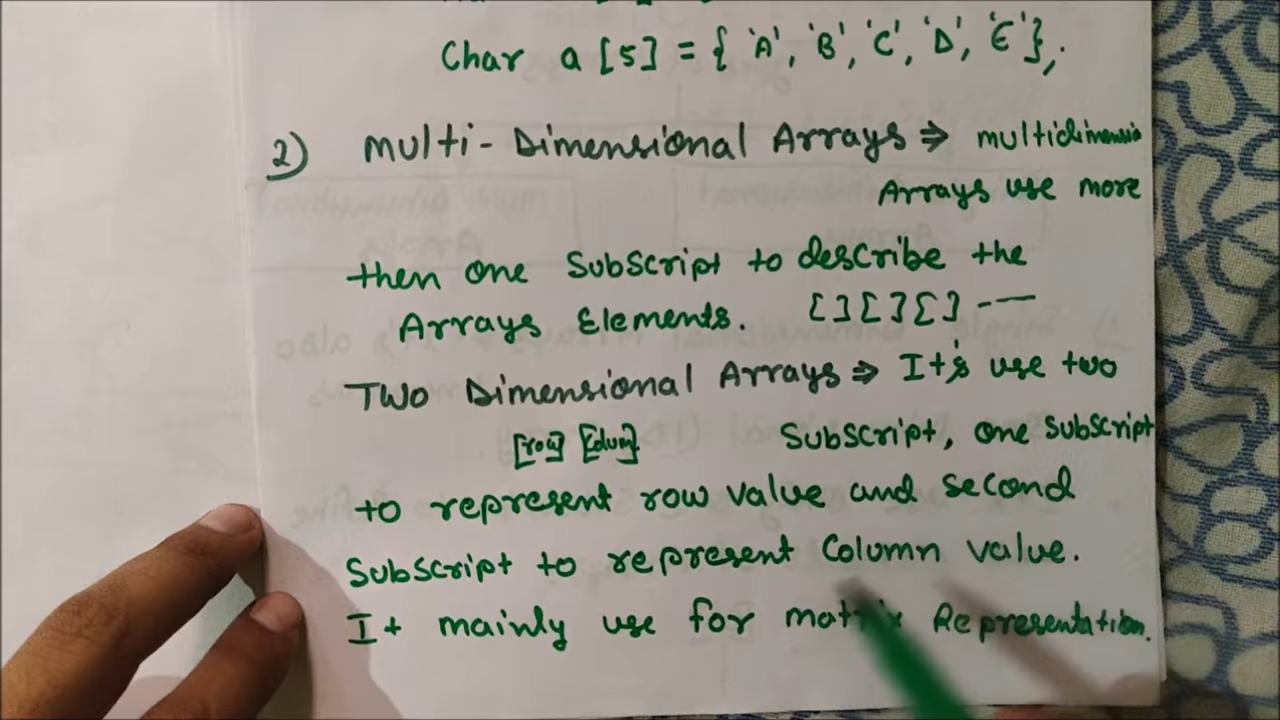 Char a [5] = { 'A', 'B', 'C', 'D', 'E' };
2) Multi-Dimensional Arrays ⇒ multidimensio
Arrays use more
then one Subscript to describe the
Arrays Elements. [ ] [ ] [ ] ---
Two Dimensional Arrays ⇒ It's use two
[row] [colum] Subscript, one subscript
to represent row value and second
Subscript to represent Column value.
It mainly use for matrix Representation.